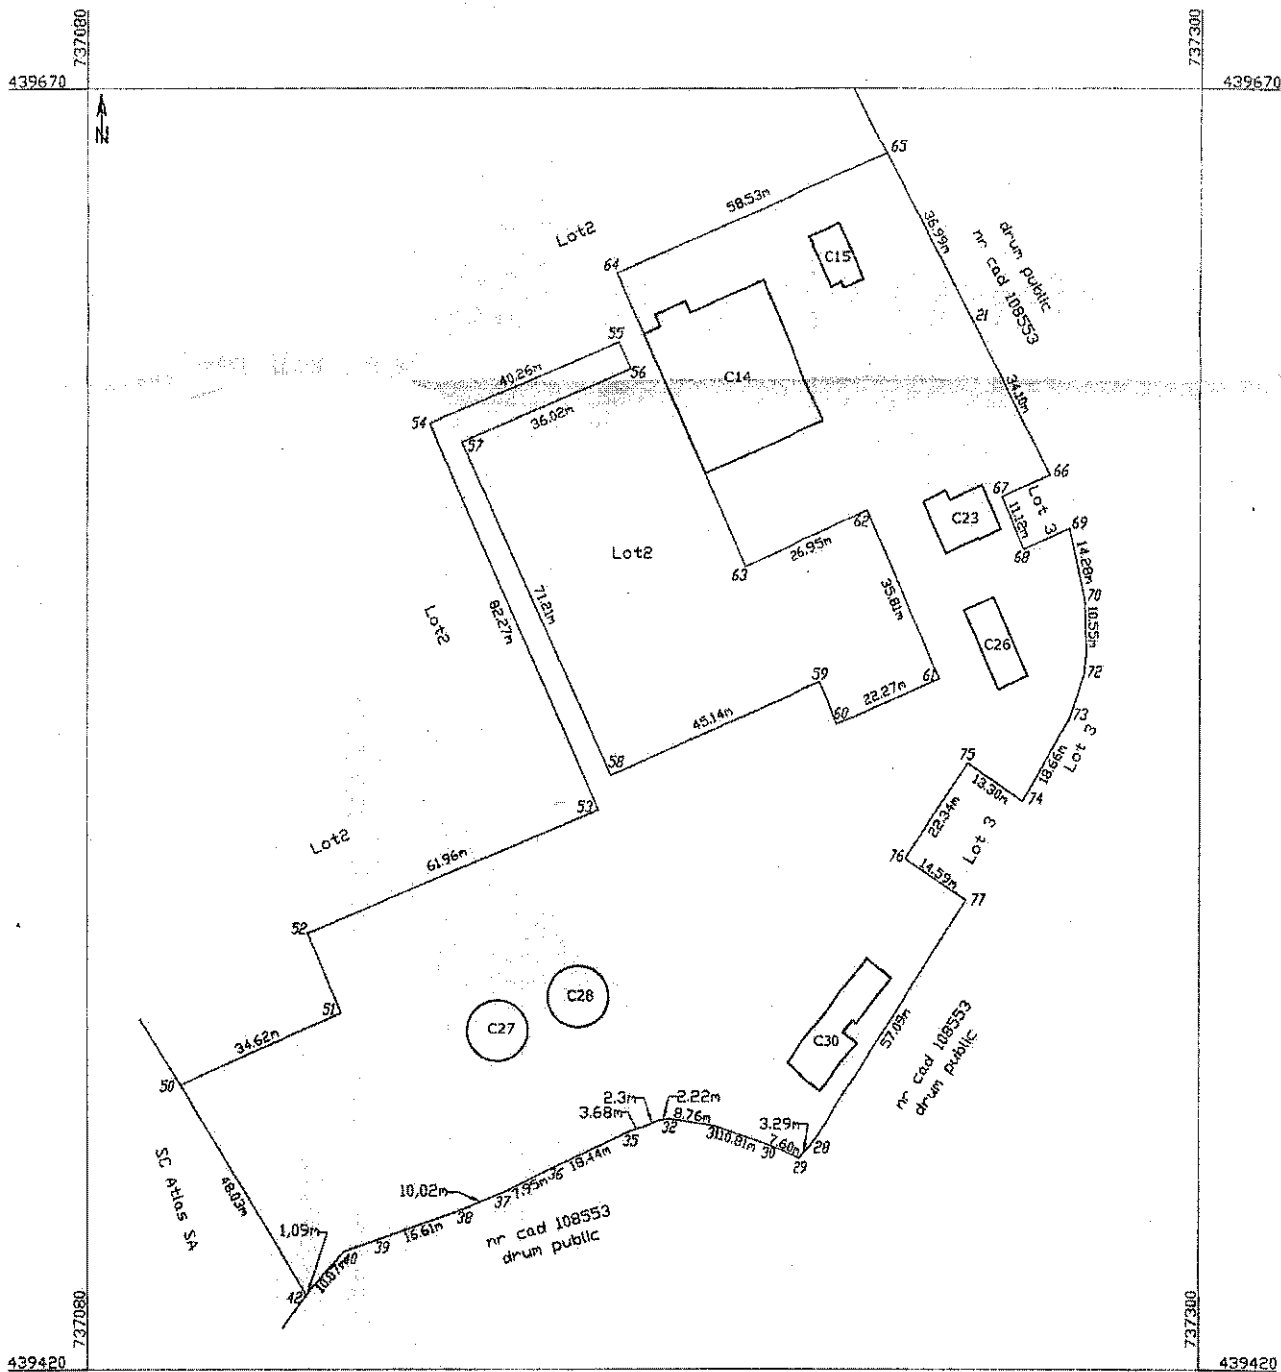 737080
737300
439670
439670
N
65
58.53m
Lot2
36.99m
drum public
nr cad 108553
C15
64
21
55
56
40.26m
C14
34.10m
54
57
36.02m
66
67
Lot 3
C23
11.12m
69
62
68
Lot2
26.95m
63
14.28m
70
35.81m
10.55m
71.21m
82.27m
Lot2
C26
72
59
61
60
22.27m
73
45.14m
18.66m
Lot 3
58
75
13.30m
74
53
22.34m
Lot2
61.96m
76
Lot 3
14.59m
77
52
C28
51
C27
34.62m
C30
57.09m
nr cad 108553
drum public
50
2.3m
2.22m
3.68m
8.76m
3.29m
35
32
31
10.81m
30
7.60m
28
29
SC Atlas SA
48.03m
18.44m
36
7.95m
10,02m
37
38
nr cad 108553
drum public
1,09m
16.61m
39
40
10.07m
42
737080
737300
439420
439420